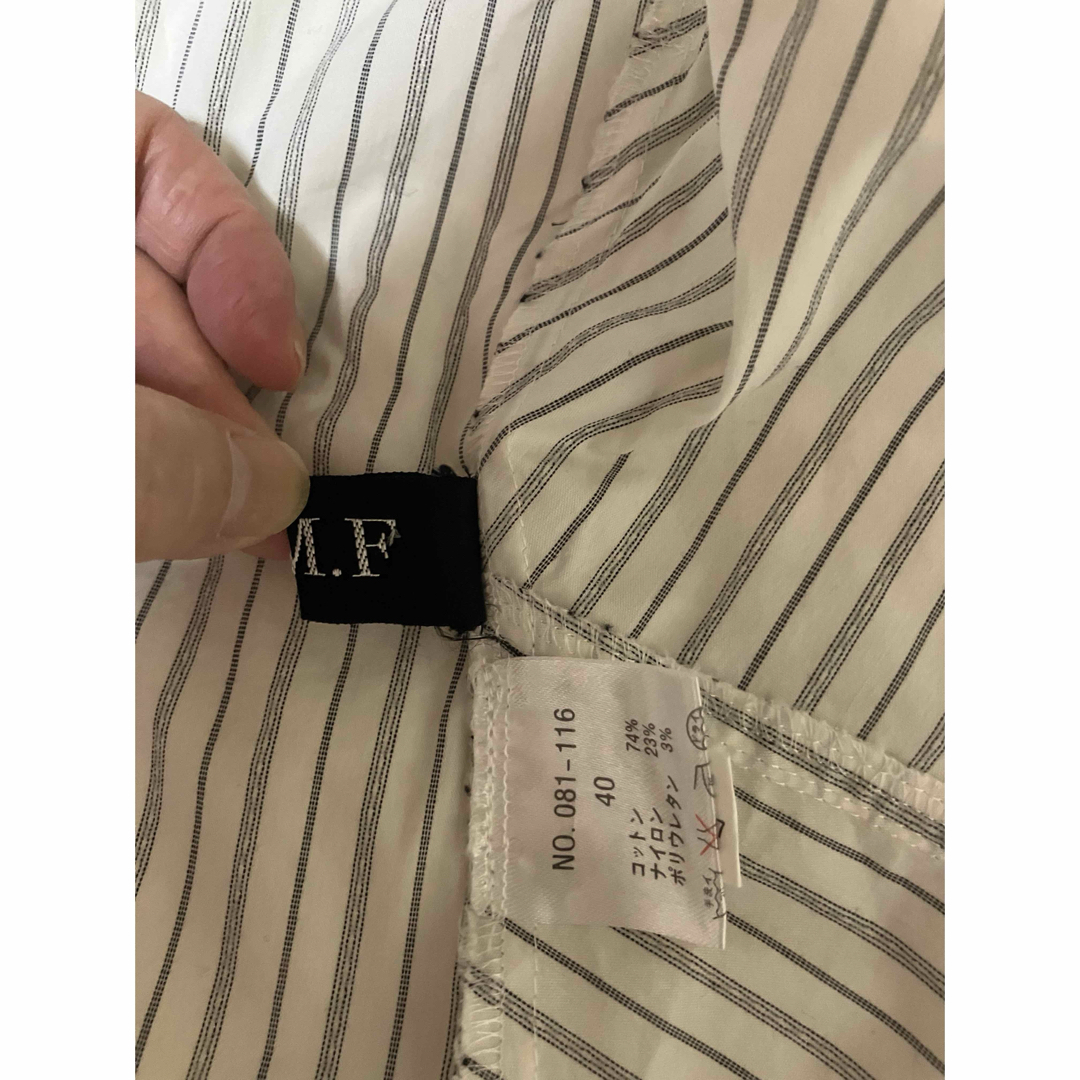 M.F
NO. 081-116
40
コットン 74%
ナイロン 23%
ポリウレタン 3%